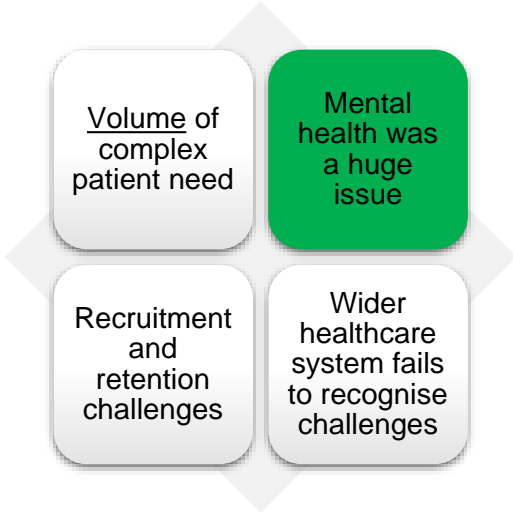 Volume of
complex
patient need
Mental
health was
a huge
issue
Recruitment
and
retention
challenges
Wider
healthcare
system fails
to recognise
challenges